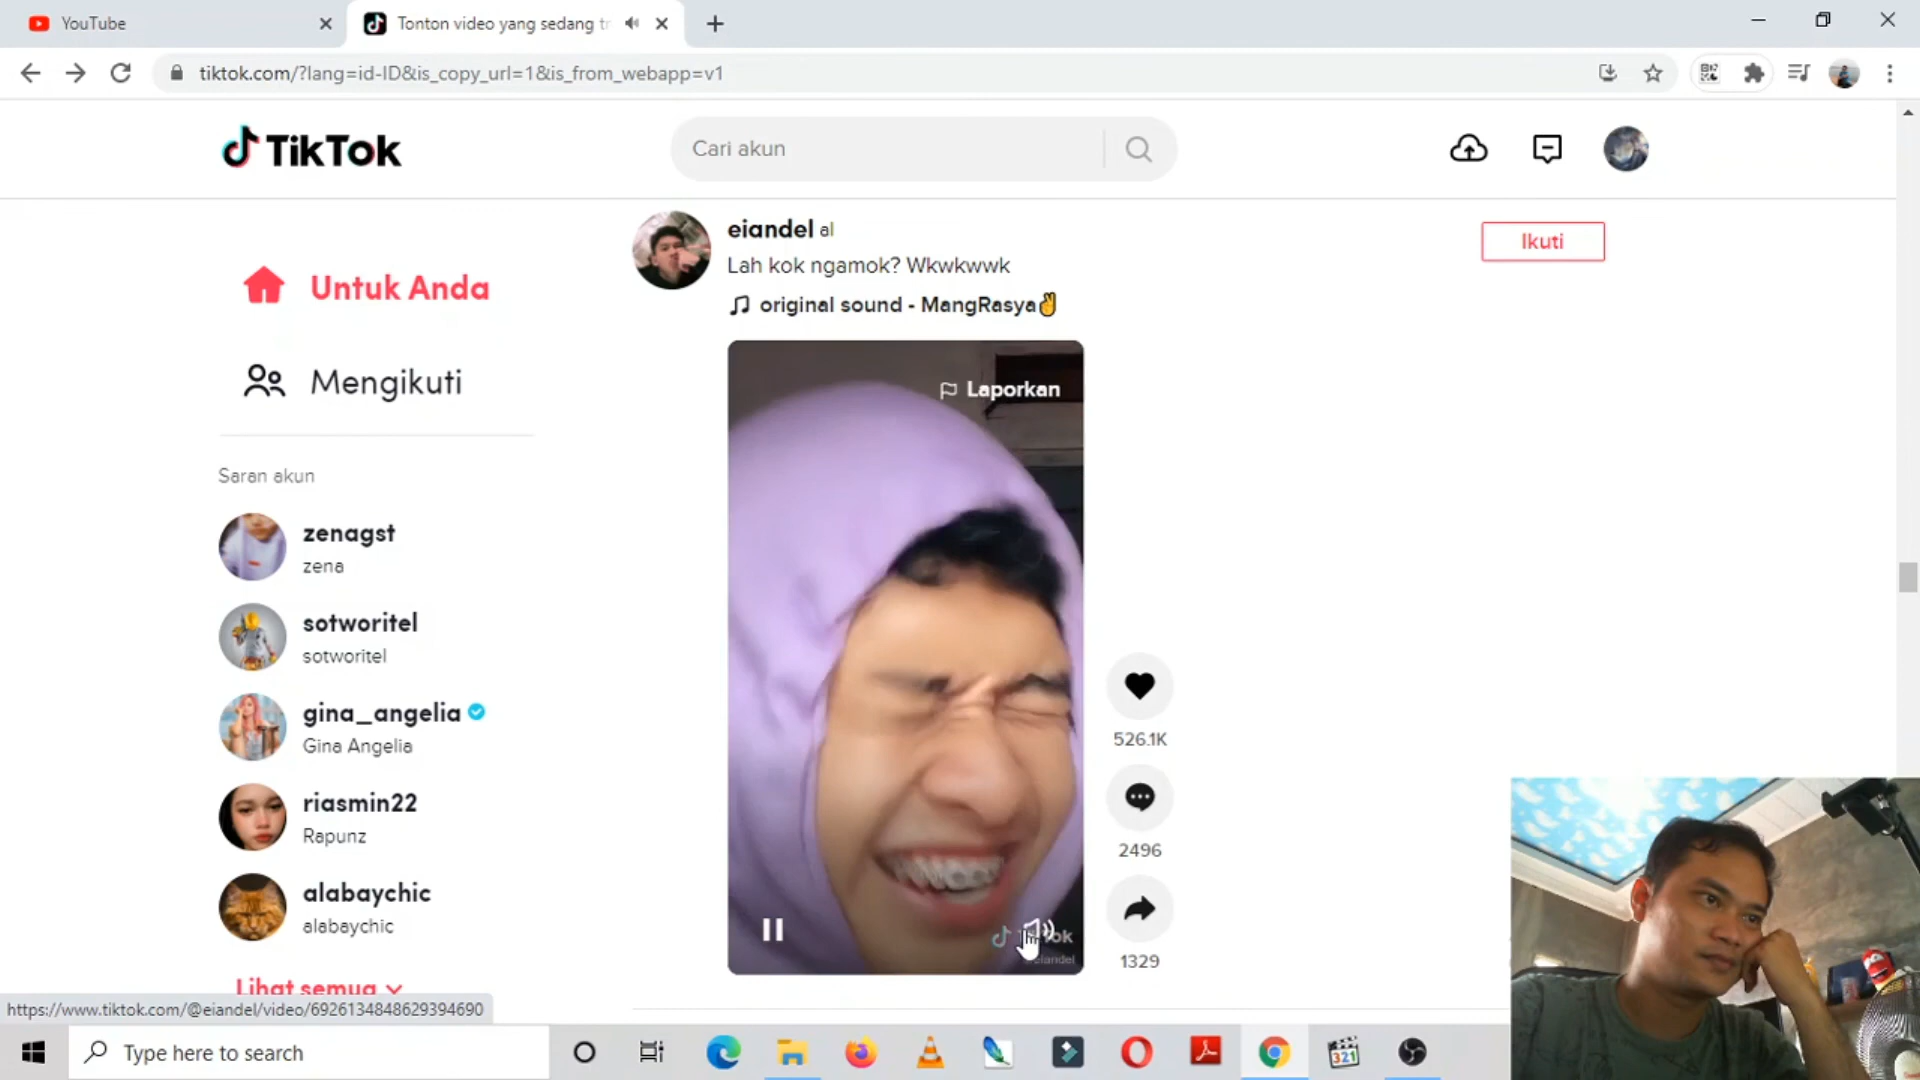 YouTube
Tonton video yang sedang tr
tiktok.com/?lang=id-ID&is_copy_url=1&is_from_webapp=v1
TikTok
Cari akun
eiandel al
Lah kok ngamok? Wkwkwwk
original sound - MangRasya✌
Ikuti
Untuk Anda
Mengikuti
Laporkan
Saran akun
zenagst
zena
sotworitel
sotworitel
gina_angelia
Gina Angelia
riasmin22
Rapunz
alabaychic
alabaychic
Lihat semua
526.1K
2496
1329
https://www.tiktok.com/@eiandel/video/6926134848629394690
Type here to search
321